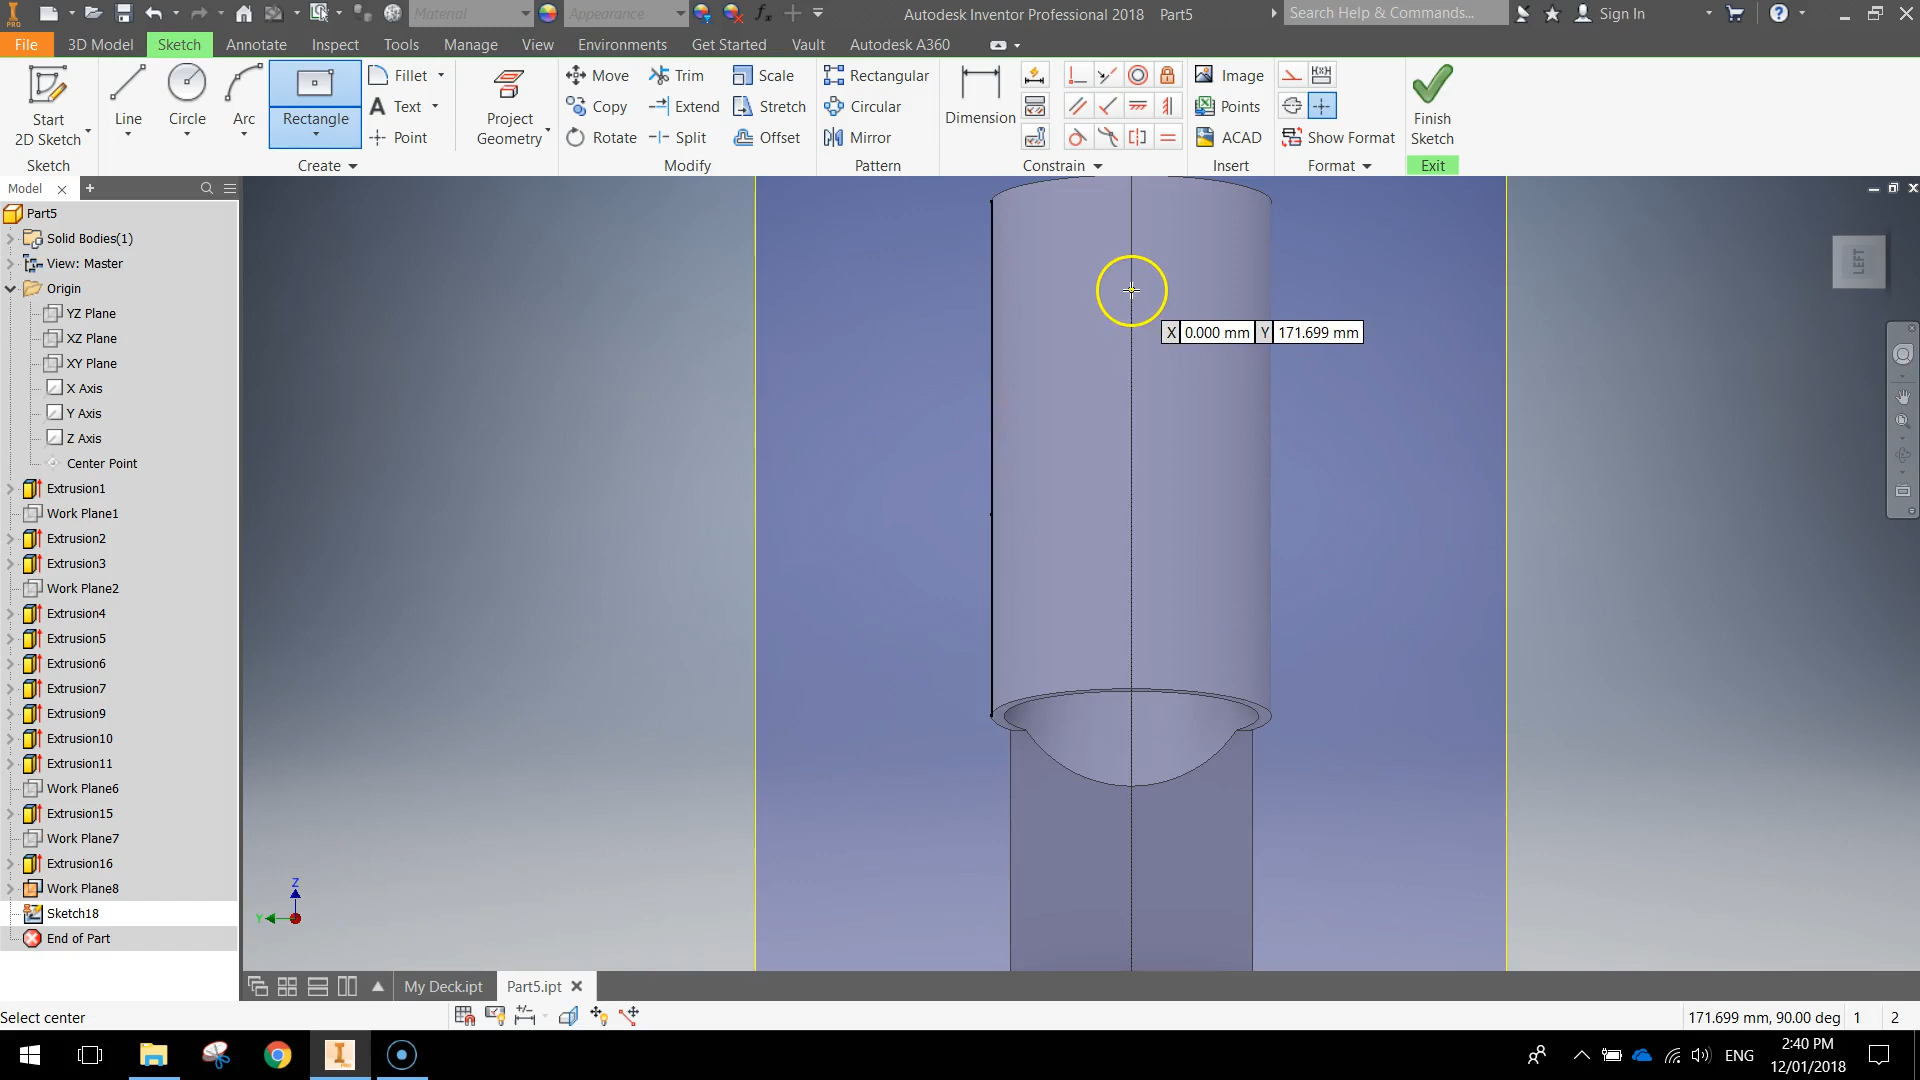 PRO
Material
Appearance
Autodesk Inventor Professional 2018 Part5
Search Help & Commands...
Sign In
File
3D Model
Sketch
Annotate
Inspect
Tools
Manage
View
Environments
Get Started
Vault
Autodesk A360
Start
2D Sketch
Line
Circle
Arc
Rectangle
Fillet
Text
Point
Project
Geometry
Move
Copy
Rotate
Trim
Extend
Split
Scale
Stretch
Offset
Rectangular
Circular
Mirror
Dimension
Image
Points
ACAD
Show Format
Finish
Sketch
Sketch
Create
Modify
Pattern
Constrain
Insert
Format
Exit
Model
Part5
Solid Bodies(1)
View: Master
Origin
YZ Plane
XZ Plane
XY Plane
X Axis
Y Axis
Z Axis
Center Point
Extrusion1
Work Plane1
Extrusion2
Extrusion3
Work Plane2
Extrusion4
Extrusion5
Extrusion6
Extrusion7
Extrusion9
Extrusion10
Extrusion11
Work Plane6
Extrusion15
Work Plane7
Extrusion16
Work Plane8
Sketch18
End of Part
X 0.000 mm Y 171.699 mm
LEFT
Z
Y
My Deck.ipt
Part5.ipt
Select center
171.699 mm, 90.00 deg 1 2
ENG
2:40 PM
12/01/2018